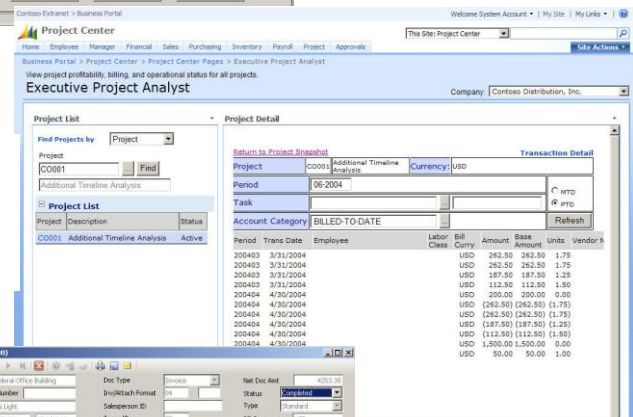 Contoso Extranet > Business Portal
Welcome System Account | My Site | My Links
Project Center
This Site: Project Center
Home Employee Manager Financial Sales Purchasing Inventory Payroll Project Approvals
Site Actions
Business Portal > Project Center > Project Center Pages > Executive Project Analyst
View project profitability, billing, and operational status for all projects.
Executive Project Analyst
Company: Contoso Distribution, Inc.
Project List
Find Projects by Project
Project
CO001 ... Find
Additional Timeline Analysis
Project List
Project Description Status
CO001 Additional Timeline Analysis Active
Project Detail
Return to Project Snapshot
Transaction Detail
Project CO001 Additional Timeline Analysis Currency: USD
Period 06-2004
MTD
Task ...
PTD
Account Category BILLED-TO-DATE ...
Refresh
Period Trans Date Employee Labor Class Bill Curry Amount Base Amount Units Vendor N
200403 3/31/2004 USD 262.50 262.50 1.75
200403 3/31/2004 USD 262.50 262.50 1.75
200403 3/31/2004 USD 187.50 187.50 1.25
200403 3/31/2004 USD 112.50 112.50 1.50
200404 4/30/2004 USD 200.00 200.00 0.00
200404 4/30/2004 USD (262.50) (262.50) (1.75)
200404 4/30/2004 USD (262.50) (262.50) (1.75)
200404 4/30/2004 USD (187.50) (187.50) (1.25)
200404 4/30/2004 USD (112.50) (112.50) (1.50)
200404 4/30/2004 USD 1,500.00 1,500.00 0.00
USD 50.00 50.00 1.00
deral Office Building
Doc Type Invoice
Net Doc Amt 4253.35
umber
Inv/Attach Format 04
Status Completed
s Light
Salesperson ID
Type Standard